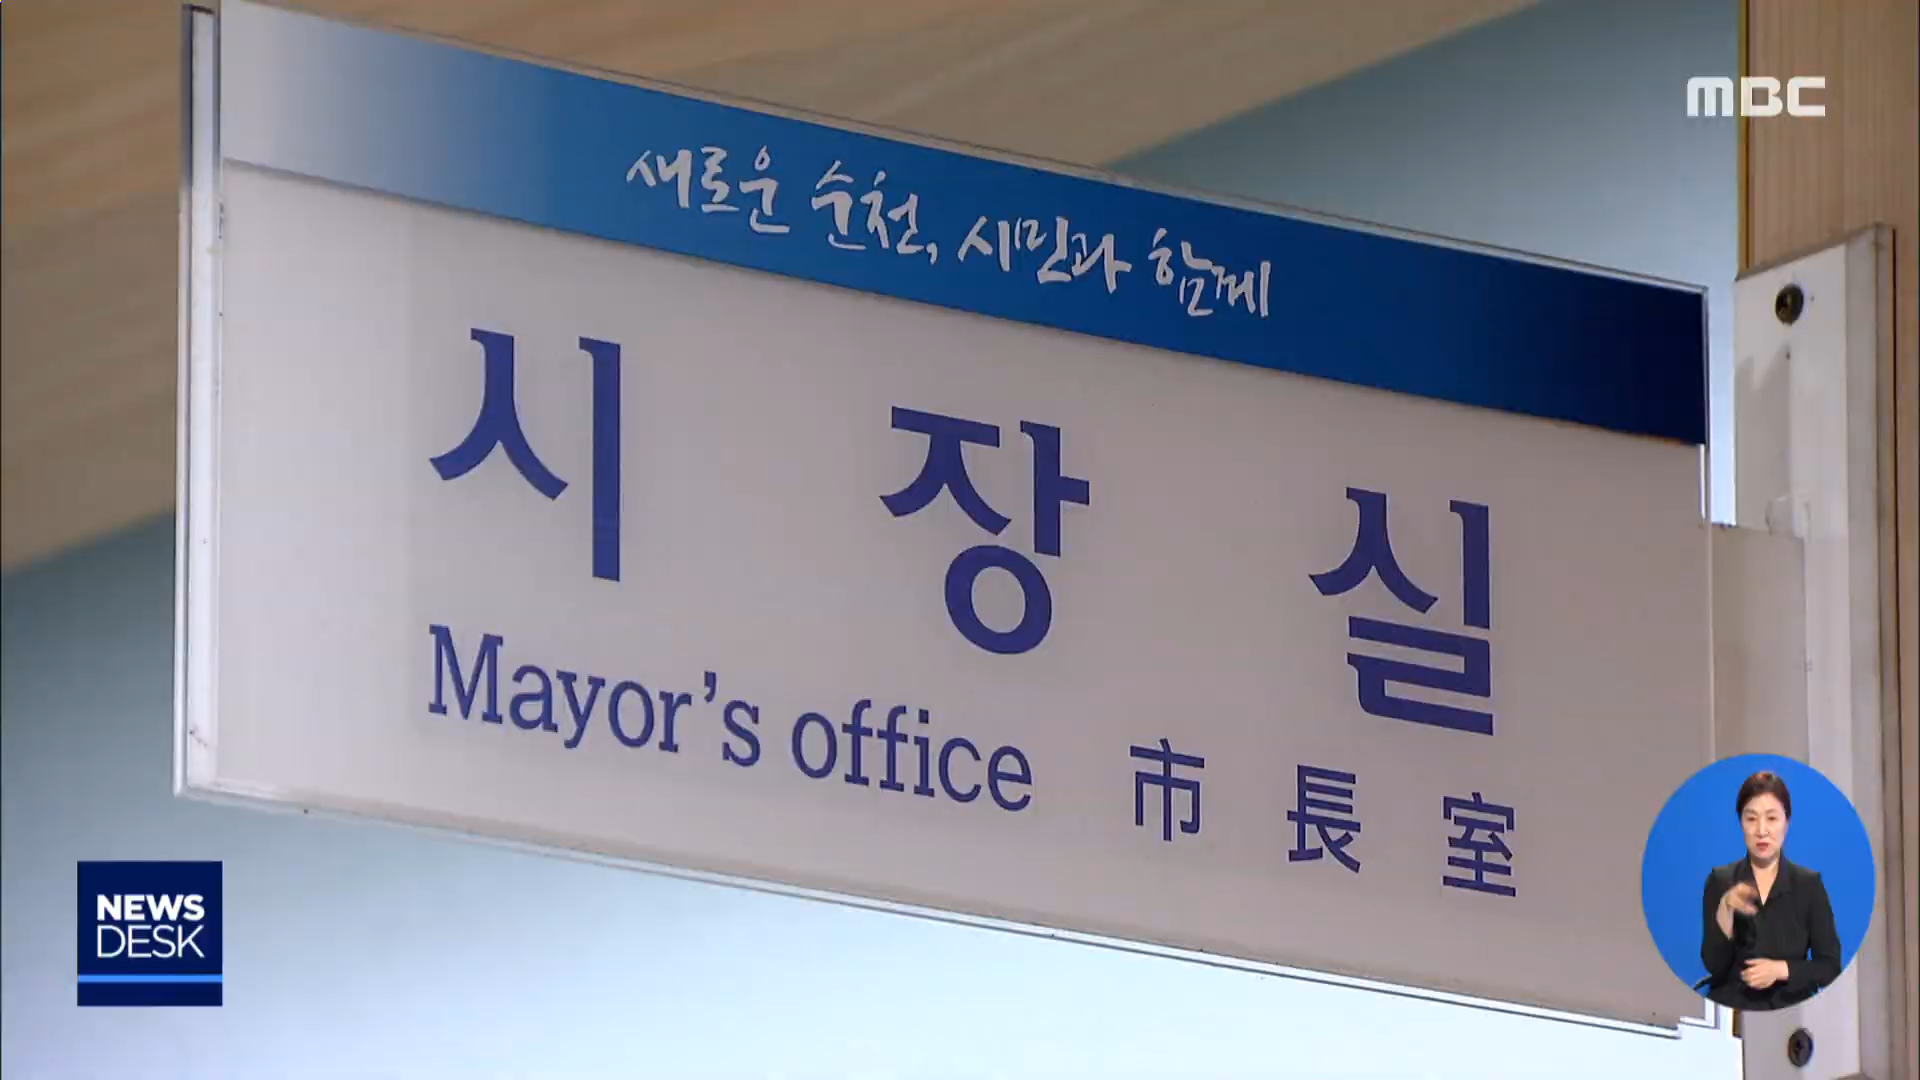 MBC
새로운 순천, 시민과 함께
시 장 실
Mayor's office 市 長 室
NEWS
DESK